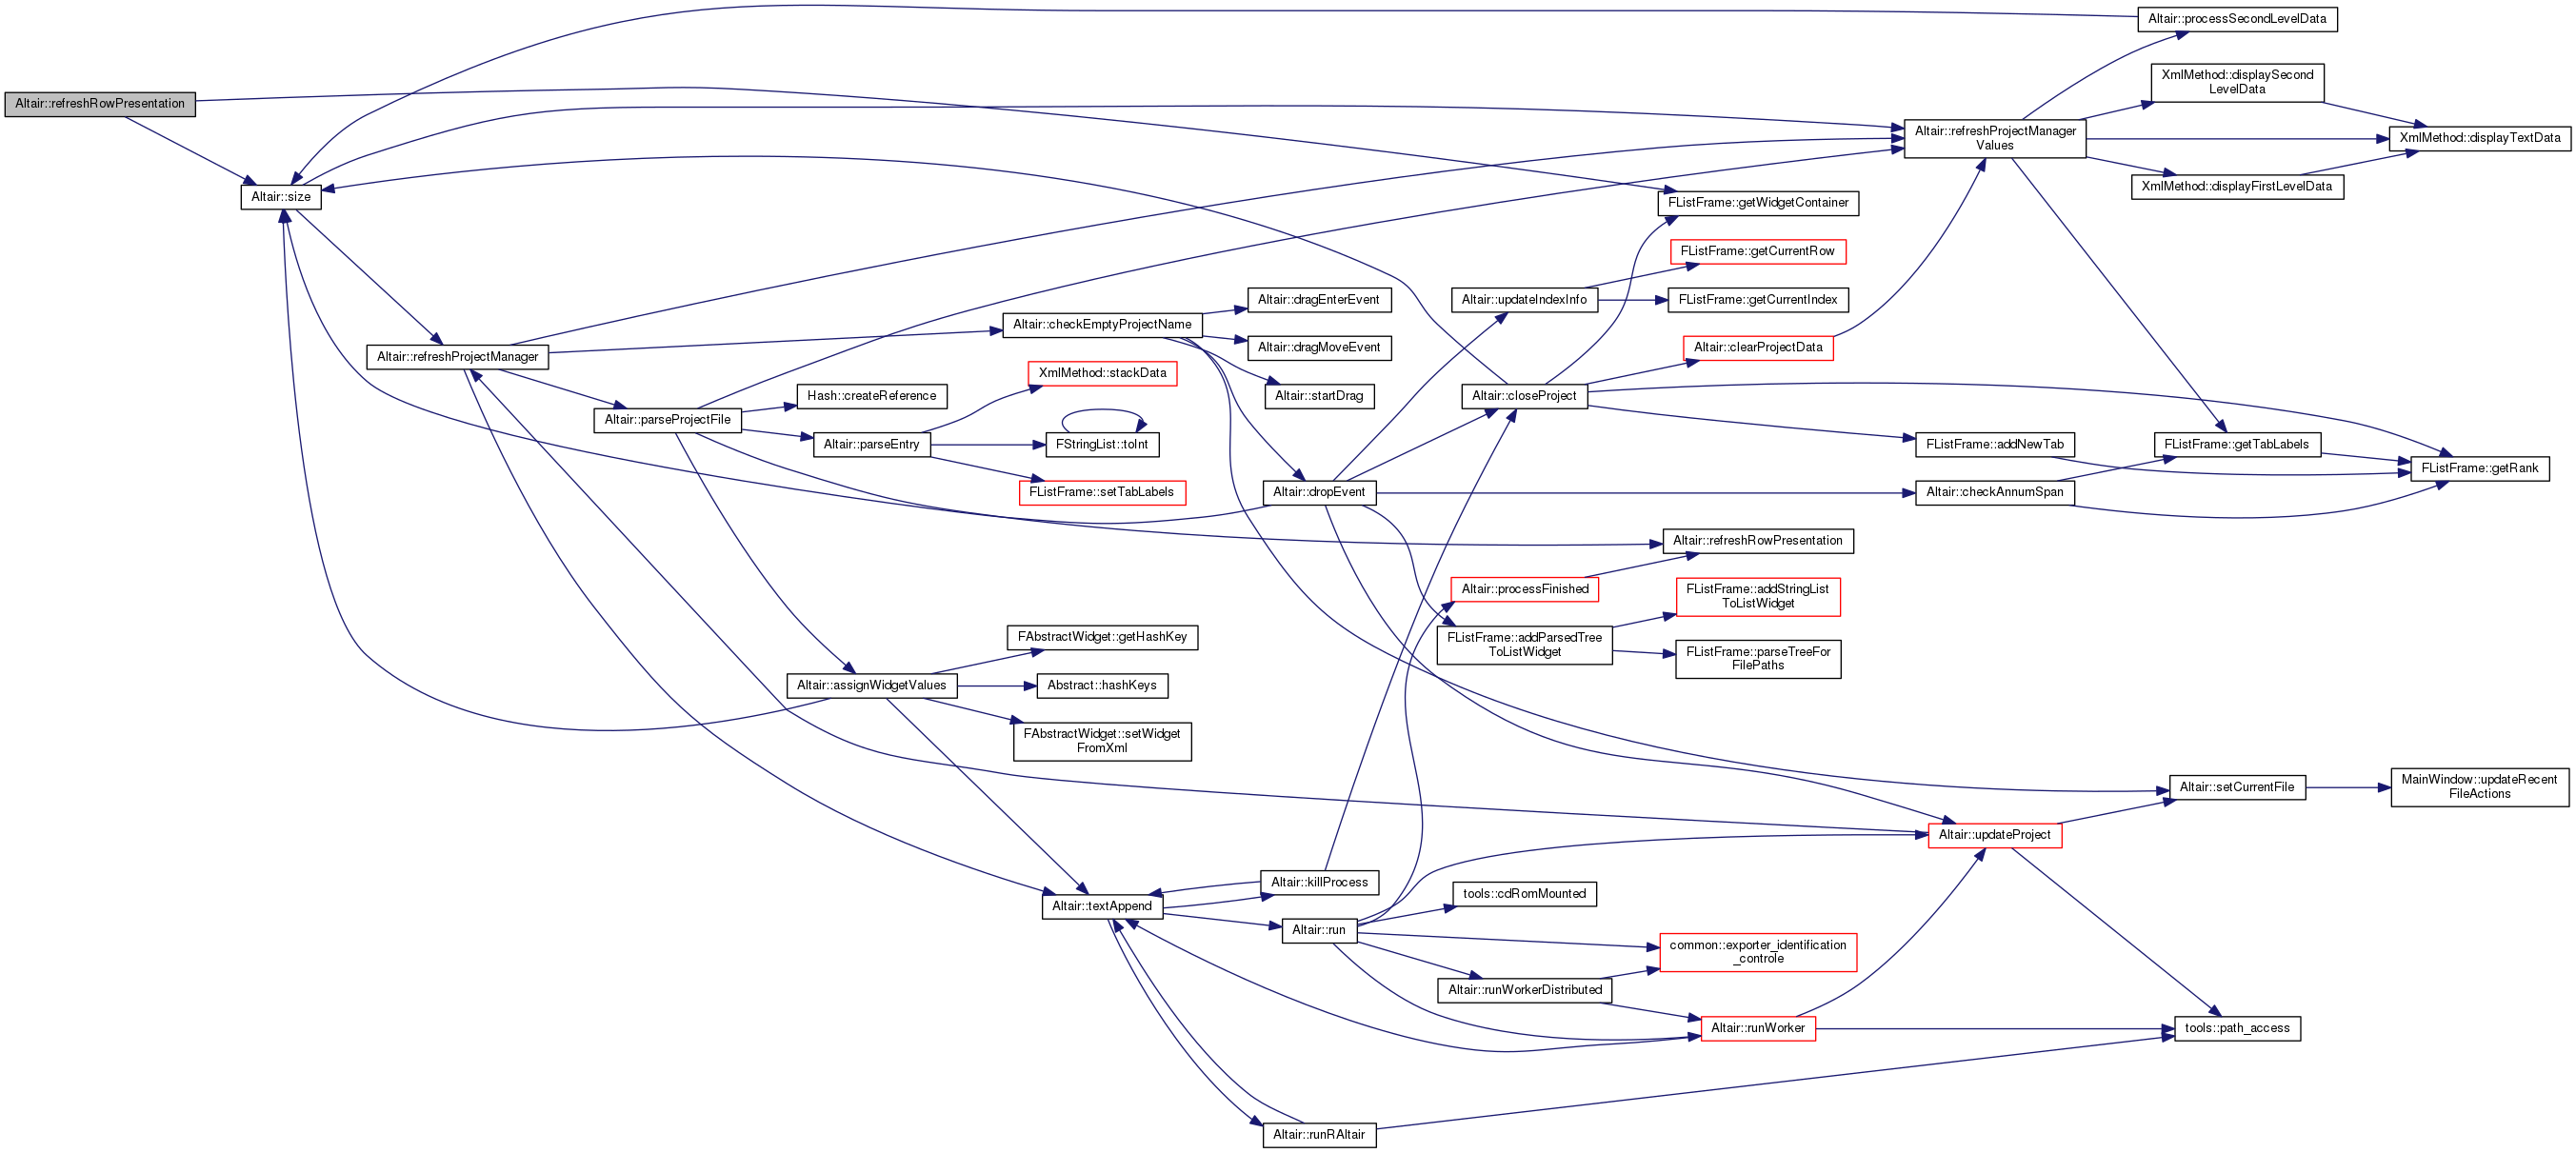 Altair::processSecondLevelData
XmlMethod::displaySecond
LevelData
Altair::refreshRowPresentation
Altair::refreshProjectManager
Values
XmlMethod::displayTextData
XmlMethod::displayFirstLevelData
Altair::size
FListFrame::getWidgetContainer
FListFrame::getCurrentRow
Altair::dragEnterEvent
Altair::updateIndexInfo
FListFrame::getCurrentIndex
Altair::checkEmptyProjectName
Altair::dragMoveEvent
Altair::clearProjectData
Altair::refreshProjectManager
XmlMethod::stackData
Hash::createReference
Altair::startDrag
Altair::closeProject
Altair::parseProjectFile
Altair::parseEntry
FStringList::toInt
FListFrame::addNewTab
FListFrame::getTabLabels
FListFrame::getRank
FListFrame::setTabLabels
Altair::dropEvent
Altair::checkAnnumSpan
Altair::refreshRowPresentation
Altair::processFinished
FListFrame::addStringList
ToListWidget
FAbstractWidget::getHashKey
FListFrame::addParsedTree
ToListWidget
FListFrame::parseTreeFor
FilePaths
Altair::assignWidgetValues
Abstract::hashKeys
FAbstractWidget::setWidget
FromXml
Altair::setCurrentFile
MainWindow::updateRecent
FileActions
Altair::updateProject
Altair::killProcess
tools::cdRomMounted
Altair::textAppend
Altair::run
common::exporter_identification
_controle
Altair::runWorkerDistributed
Altair::runWorker
tools::path_access
Altair::runRAltair